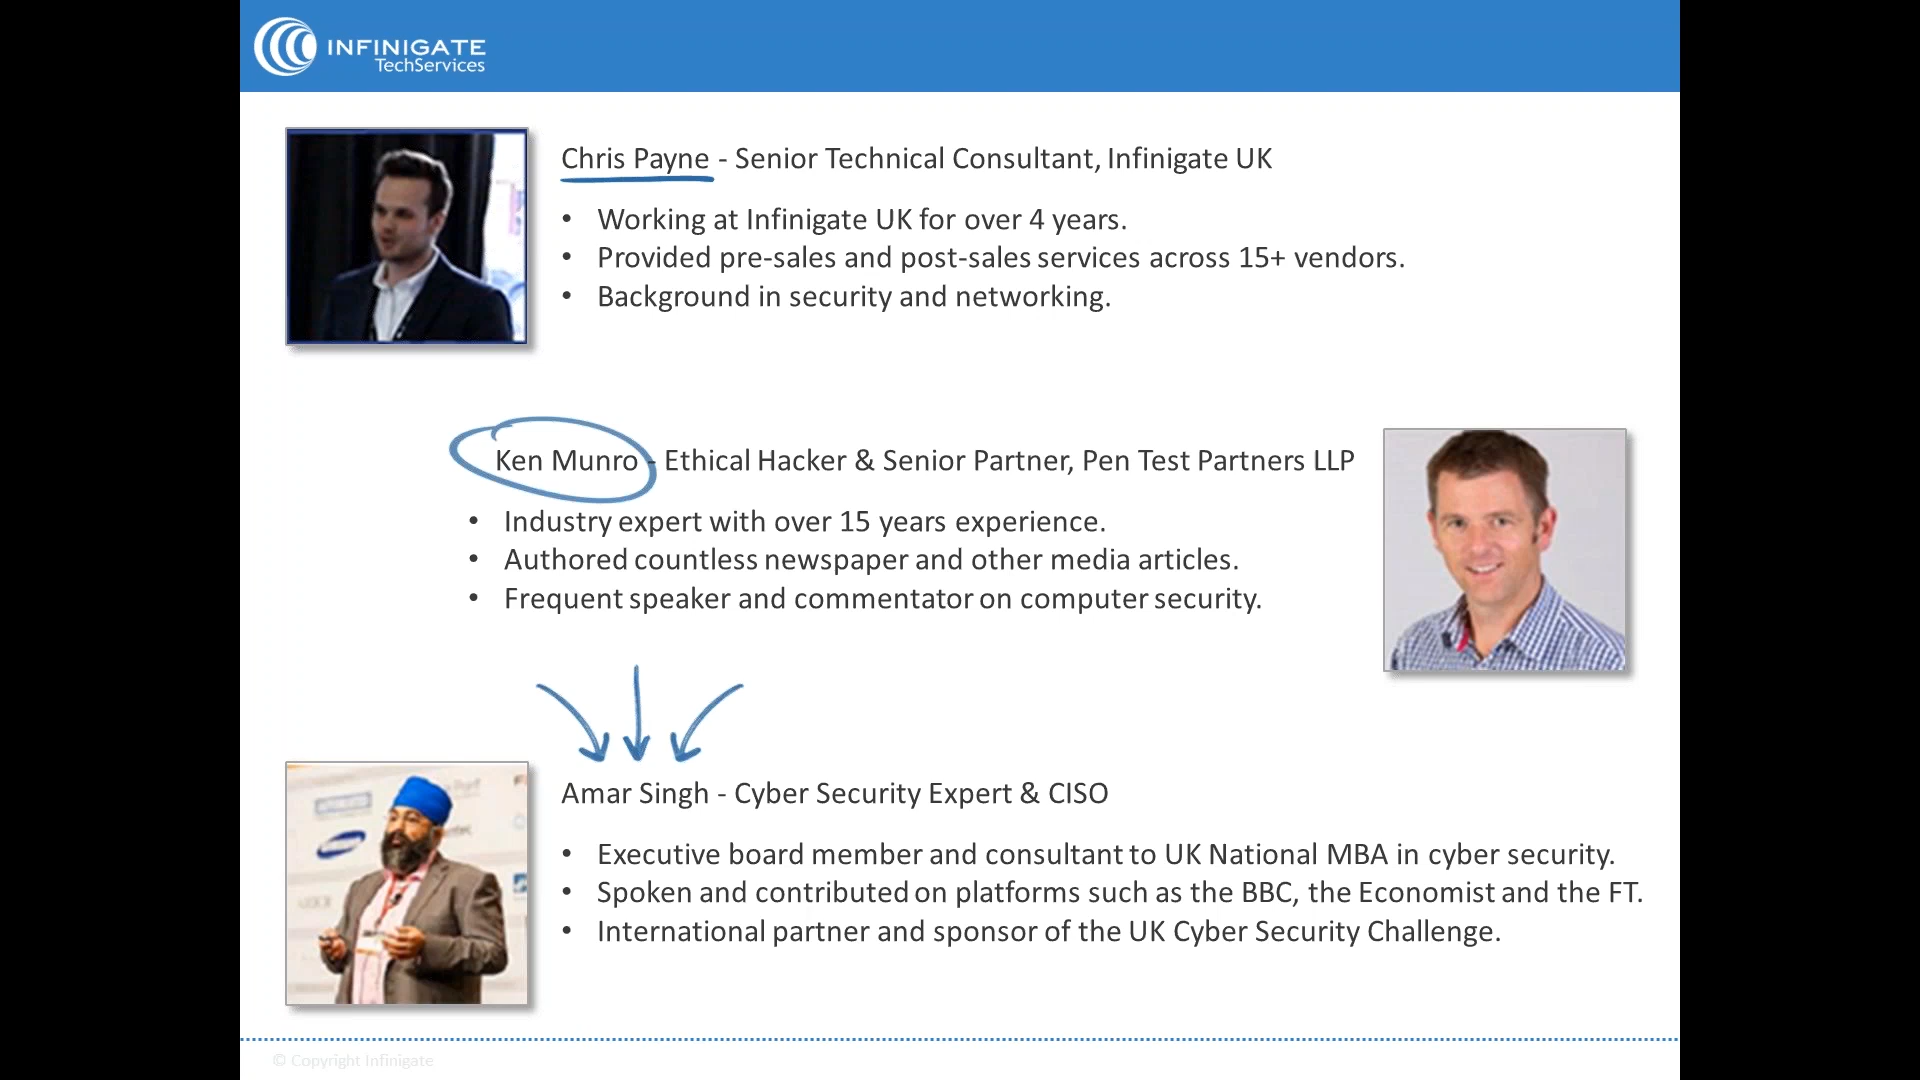 INFINIGATE
TechServices
Chris Payne - Senior Technical Consultant, Infinigate UK
• Working at Infinigate UK for over 4 years.
• Provided pre-sales and post-sales services across 15+ vendors.
• Background in security and networking.
Ken Munro - Ethical Hacker & Senior Partner, Pen Test Partners LLP
• Industry expert with over 15 years experience.
• Authored countless newspaper and other media articles.
• Frequent speaker and commentator on computer security.
Amar Singh - Cyber Security Expert & CISO
• Executive board member and consultant to UK National MBA in cyber security.
• Spoken and contributed on platforms such as the BBC, the Economist and the FT.
• International partner and sponsor of the UK Cyber Security Challenge.
© Copyright Infinigate